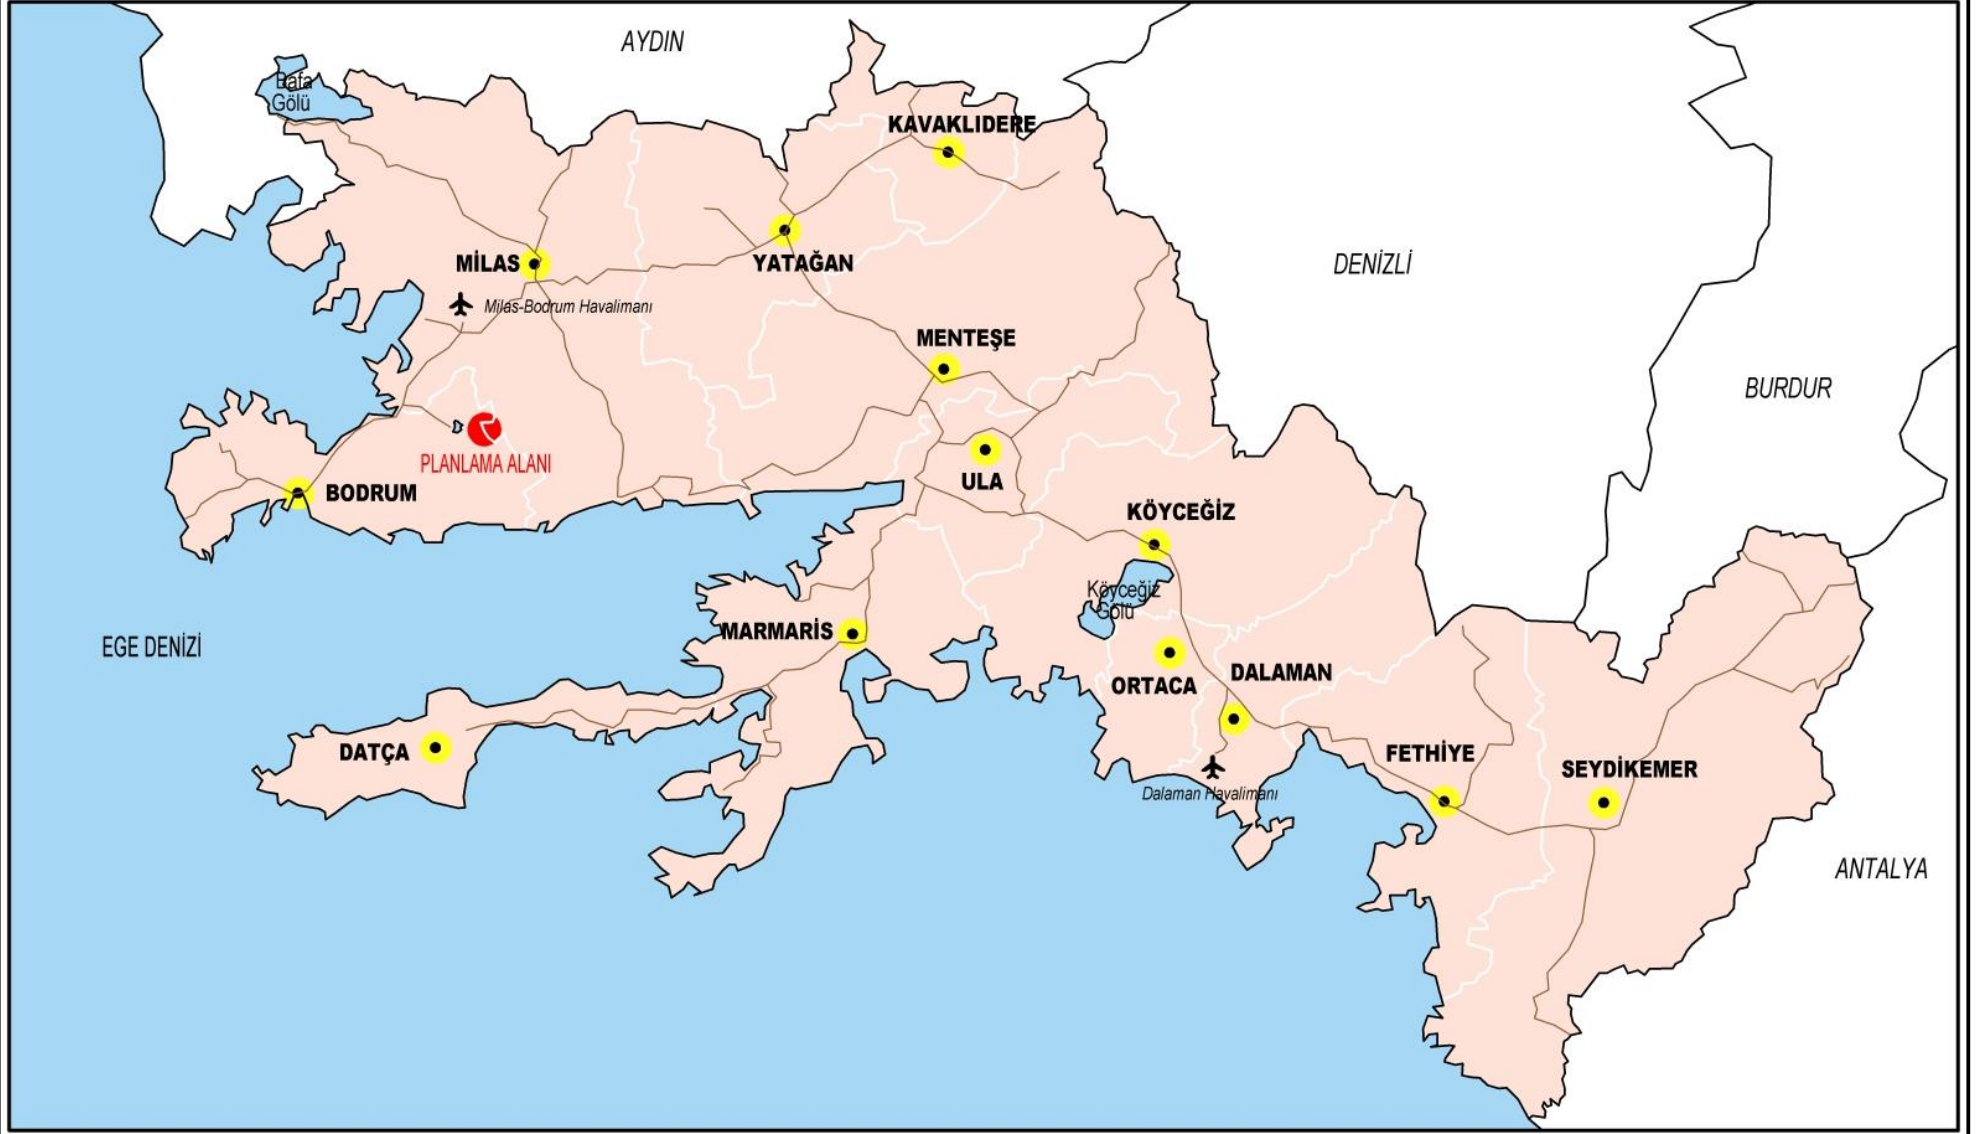 AYDIN
Bafa
Gölü
KAVAKLIDERE
MİLAS
YATAĞAN
DENİZLİ
Milas-Bodrum Havalimanı
MENTEŞE
BURDUR
PLANLAMA ALANI
BODRUM
ULA
KÖYCEĞİZ
Köyceğiz
Gölü
EGE DENİZİ
MARMARİS
ORTACA
DALAMAN
DATÇA
FETHİYE
SEYDİKEMER
Dalaman Havalimanı
ANTALYA